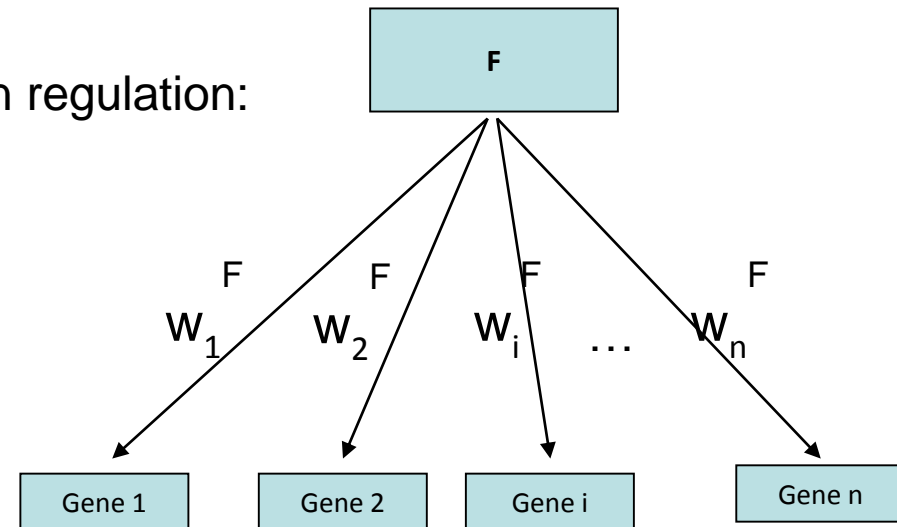 F
n regulation:
F F F F
W1 W2 Wi ... Wn
Gene 1 Gene 2 Gene i Gene n